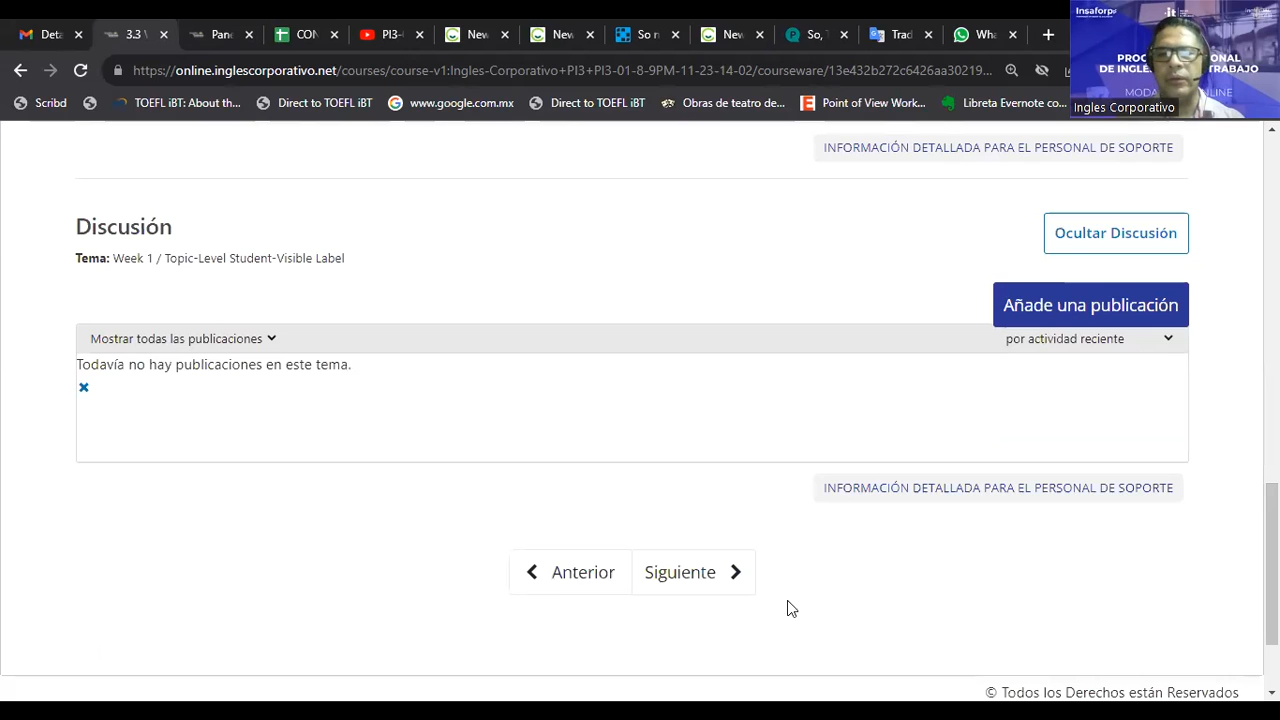 Deta
3.3 V
Pan
CON
PI3-
New
New
So n
New
So, T
Trad
Wha
https://online.inglescorporativo.net/courses/course-v1:Ingles-Corporativo+PI3+PI3-01-8-9PM-11-23-14-02/courseware/13e432b272c6426aa30219...
Scribd
TOEFL iBT: About th...
Direct to TOEFL iBT
www.google.com.mx
Direct to TOEFL iBT
Obras de teatro de...
Point of View Work...
Libreta Evernote co...
Insaforp
it
DE INGL
TRABAJO
Ingles Corporativo
INFORMACIÓN DETALLADA PARA EL PERSONAL DE SOPORTE
Discusión
Ocultar Discusión
Tema: Week 1 / Topic-Level Student-Visible Label
Añade una publicación
Mostrar todas las publicaciones
por actividad reciente
Todavía no hay publicaciones en este tema.
INFORMACIÓN DETALLADA PARA EL PERSONAL DE SOPORTE
Anterior
Siguiente
© Todos los Derechos están Reservados